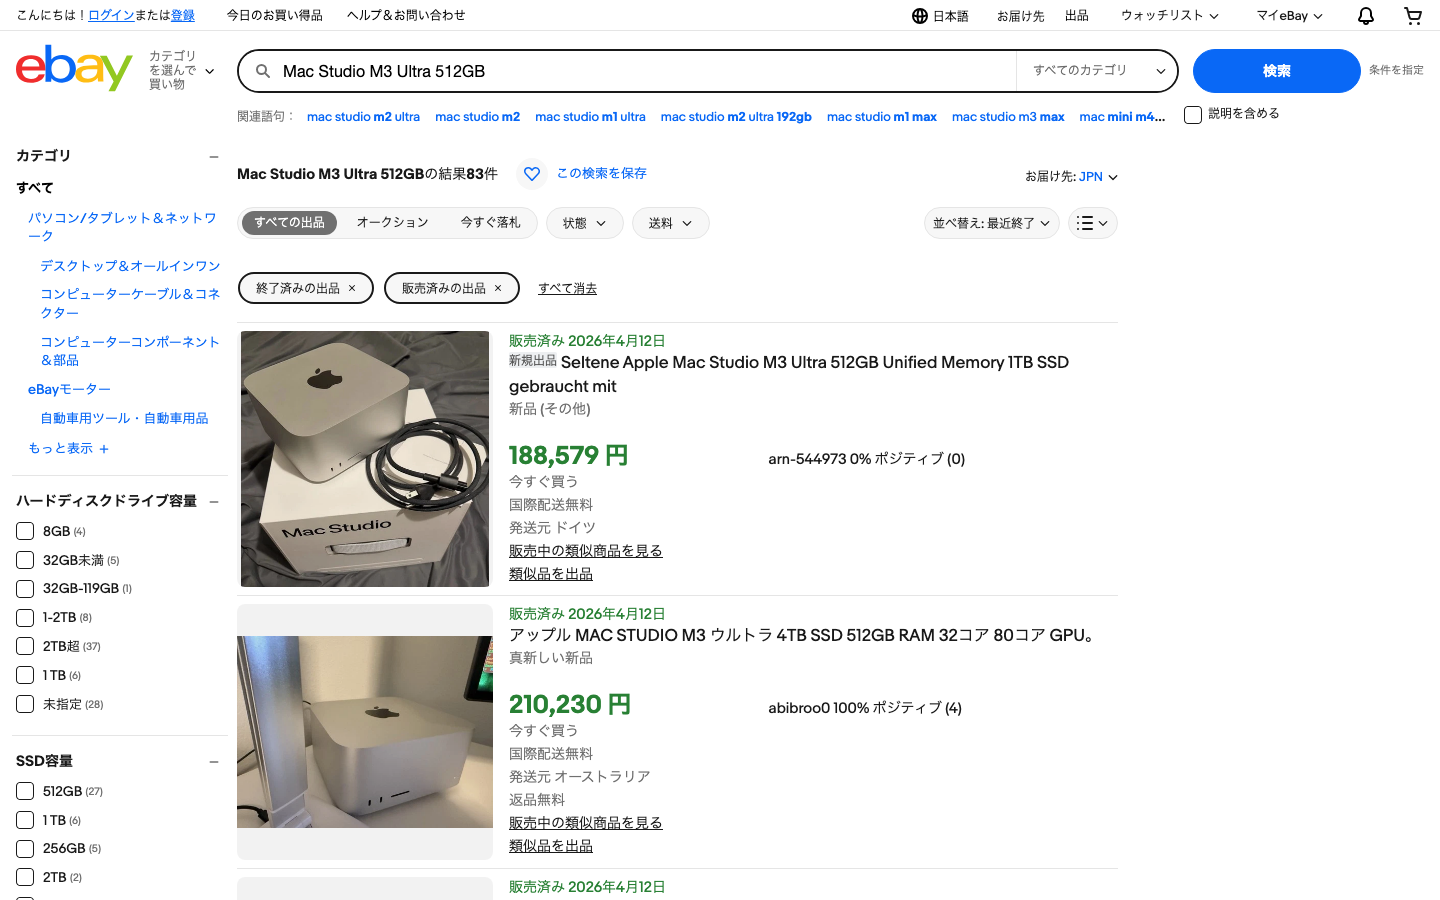 こんにちは！ログインまたは登録
今日のお買い得品
ヘルプ＆お問い合わせ
日本語
お届け先
出品
ウォッチリスト
マイeBay
ebay
カテゴリ
を選んで
買い物
Mac Studio M3 Ultra 512GB
すべてのカテゴリ
検索
条件を指定
関連語句：
mac studio m2 ultra
mac studio m2
mac studio m1 ultra
mac studio m2 ultra 192gb
mac studio m1 max
mac studio m3 max
mac mini m4...
説明を含める
カテゴリ
すべて
パソコン/タブレット＆ネットワ
ーク
デスクトップ＆オールインワン
コンピューターケーブル＆コネ
クター
コンピューターコンポーネント
＆部品
eBayモーター
自動車用ツール・自動車用品
もっと表示
ハードディスクドライブ容量
8GB (4)
32GB未満 (5)
32GB-119GB (1)
1-2TB (8)
2TB超 (37)
1 TB (6)
未指定 (28)
SSD容量
512GB (27)
1 TB (6)
256GB (5)
2TB (2)
Mac Studio M3 Ultra 512GBの結果83件
この検索を保存
お届け先: JPN
すべての出品
オークション
今すぐ落札
状態
送料
並べ替え: 最近終了
終了済みの出品 ×
販売済みの出品 ×
すべて消去
Mac Studio
販売済み 2026年4月12日
新規出品 Seltene Apple Mac Studio M3 Ultra 512GB Unified Memory 1TB SSD
gebraucht mit
新品 (その他)
188,579 円
arn-544973 0% ポジティブ (0)
今すぐ買う
国際配送無料
発送元 ドイツ
販売中の類似商品を見る
類似品を出品
販売済み 2026年4月12日
アップル MAC STUDIO M3 ウルトラ 4TB SSD 512GB RAM 32コア 80コア GPU。
真新しい新品
210,230 円
abibroo0 100% ポジティブ (4)
今すぐ買う
国際配送無料
発送元 オーストラリア
返品無料
販売中の類似商品を見る
類似品を出品
販売済み 2026年4月12日